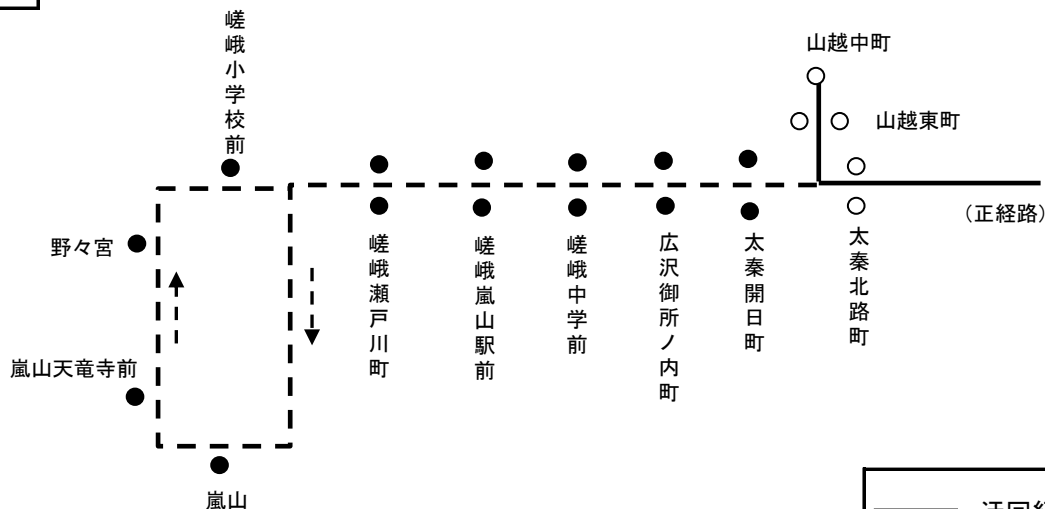 嵯峨小学校前
山越中町
山越東町
(正経路)
野々宮
嵐山天竜寺前
嵯峨瀬戸川町
嵯峨嵐山駅前
嵯峨中学前
広沢御所ノ内町
太秦開日町
太秦北路町
嵐山